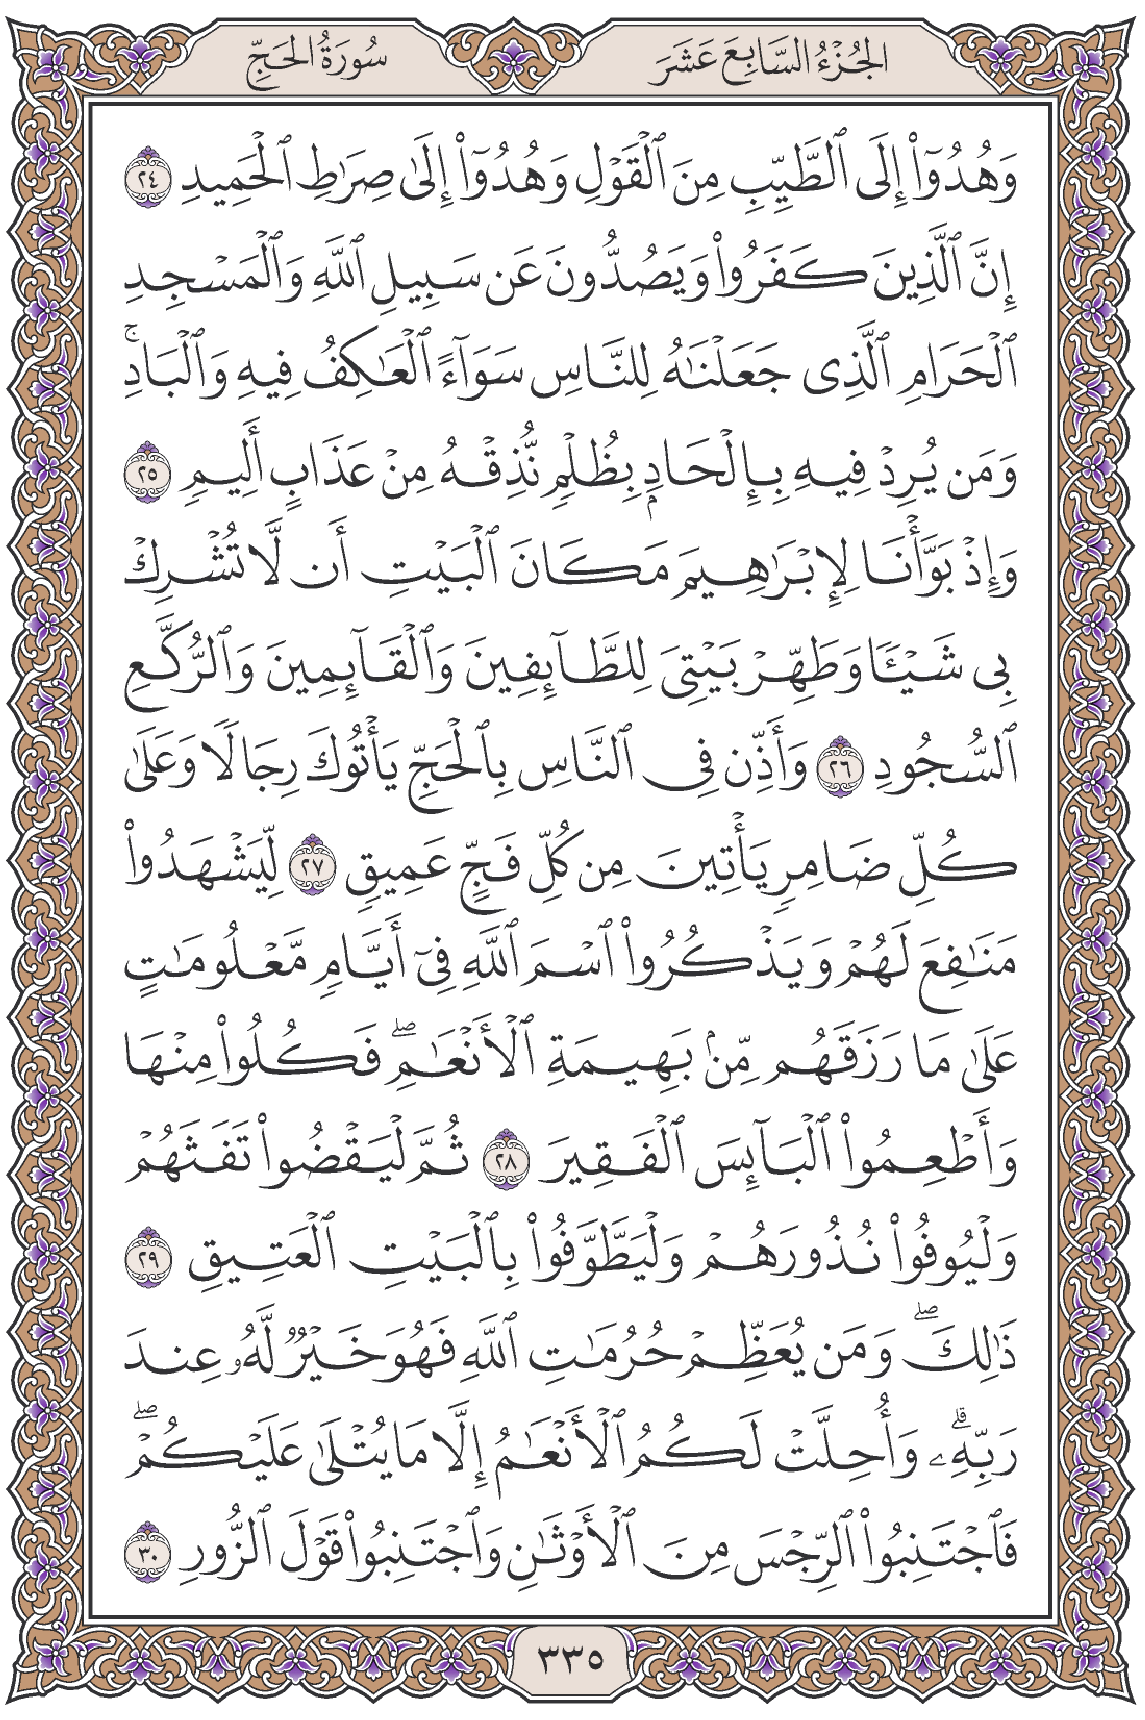 الجُزْءُ السَّابِعَ عَشَرَ
سُورَةُ الحَجِّ
وَهُدُوٓا۟ إِلَى ٱلطَّيِّبِ مِنَ ٱلْقَوْلِ وَهُدُوٓا۟ إِلَىٰ صِرَٰطِ ٱلْحَمِيدِ ٢٤
إِنَّ ٱلَّذِينَ كَفَرُوا۟ وَيَصُدُّونَ عَن سَبِيلِ ٱللَّهِ وَٱلْمَسْجِدِ
ٱلْحَرَامِ ٱلَّذِى جَعَلْنَٰهُ لِلنَّاسِ سَوَآءً ٱلْعَٰكِفُ فِيهِ وَٱلْبَادِ ۚ
وَمَن يُرِدْ فِيهِ بِإِلْحَادٍۭ بِظُلْمٍ نُّذِقْهُ مِنْ عَذَابٍ أَلِيمٍ ٢٥
وَإِذْ بَوَّأْنَا لِإِبْرَٰهِيمَ مَكَانَ ٱلْبَيْتِ أَن لَّا تُشْرِكْ
بِى شَيْـًٔا وَطَهِّرْ بَيْتِىَ لِلطَّآئِفِينَ وَٱلْقَآئِمِينَ وَٱلرُّكَّعِ
ٱلسُّجُودِ ٢٦ وَأَذِّن فِى ٱلنَّاسِ بِٱلْحَجِّ يَأْتُوكَ رِجَالًا وَعَلَىٰ
كُلِّ ضَامِرٍ يَأْتِينَ مِن كُلِّ فَجٍّ عَمِيقٍ ٢٧ لِّيَشْهَدُوا۟
مَنَٰفِعَ لَهُمْ وَيَذْكُرُوا۟ ٱسْمَ ٱللَّهِ فِىٓ أَيَّامٍ مَّعْلُومَٰتٍ
عَلَىٰ مَا رَزَقَهُم مِّنۢ بَهِيمَةِ ٱلْأَنْعَٰمِ ۖ فَكُلُوا۟ مِنْهَا
وَأَطْعِمُوا۟ ٱلْبَآئِسَ ٱلْفَقِيرَ ٢٨ ثُمَّ لْيَقْضُوا۟ تَفَثَهُمْ
وَلْيُوفُوا۟ نُذُورَهُمْ وَلْيَطَّوَّفُوا۟ بِٱلْبَيْتِ ٱلْعَتِيقِ ٢٩
ذَٰلِكَ ۖ وَمَن يُعَظِّمْ حُرُمَٰتِ ٱللَّهِ فَهُوَ خَيْرٌ لَّهُۥ عِندَ
رَبِّهِۦ ۗ وَأُحِلَّتْ لَكُمُ ٱلْأَنْعَٰمُ إِلَّا مَا يُتْلَىٰ عَلَيْكُمْ ۖ
فَٱجْتَنِبُوا۟ ٱلرِّجْسَ مِنَ ٱلْأَوْثَٰنِ وَٱجْتَنِبُوا۟ قَوْلَ ٱلزُّورِ ٣٠
٣٣٥